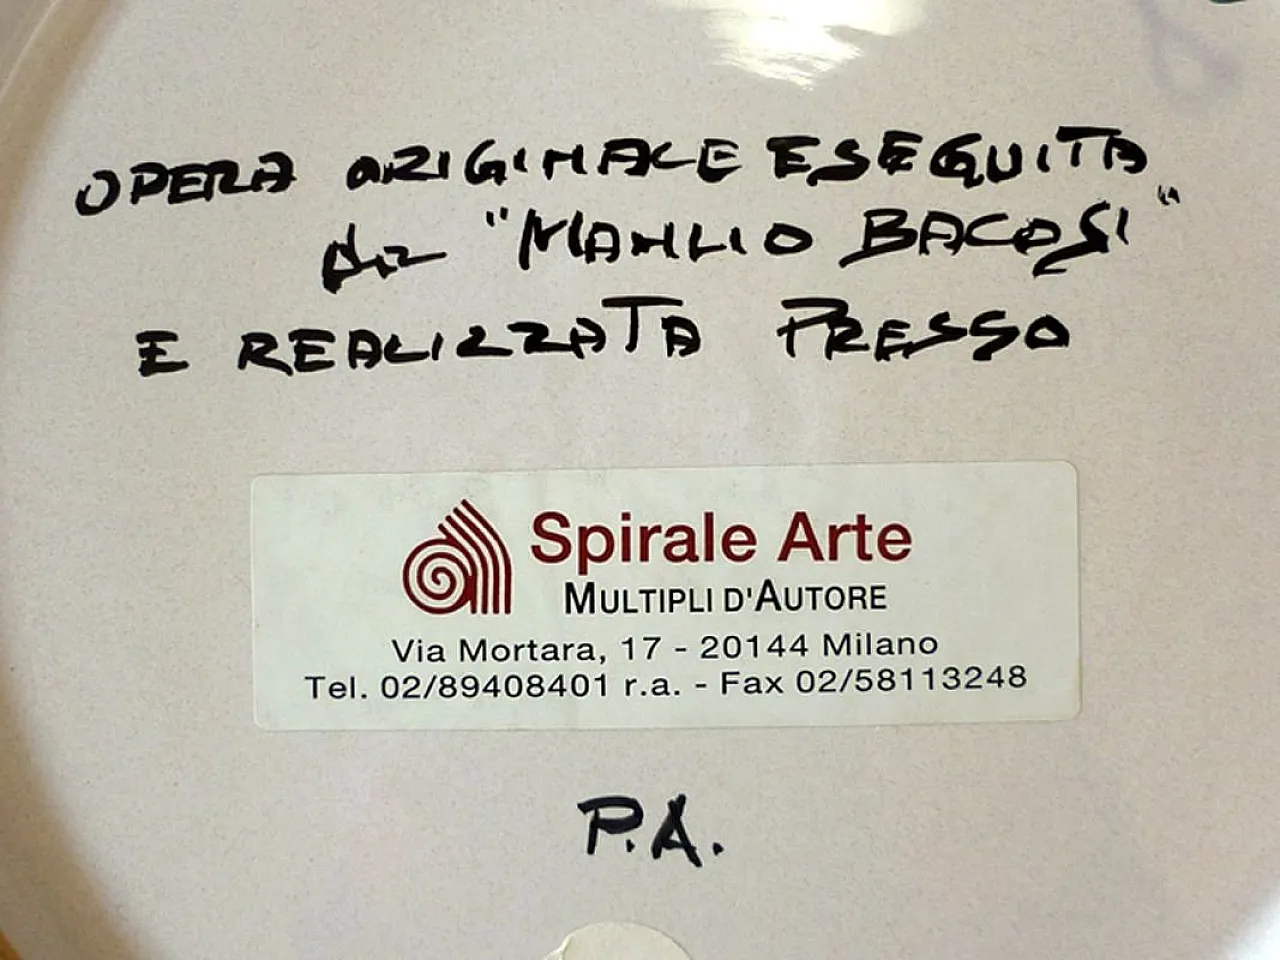 OPERA ORIGINALE ESEGUITA
da "MANLIO BACOSI"
E REALIZZATA PRESSO
Spirale Arte
MULTIPLI D'AUTORE
Via Mortara, 17 - 20144 Milano
Tel. 02/89408401 r.a. - Fax 02/58113248
P.A.